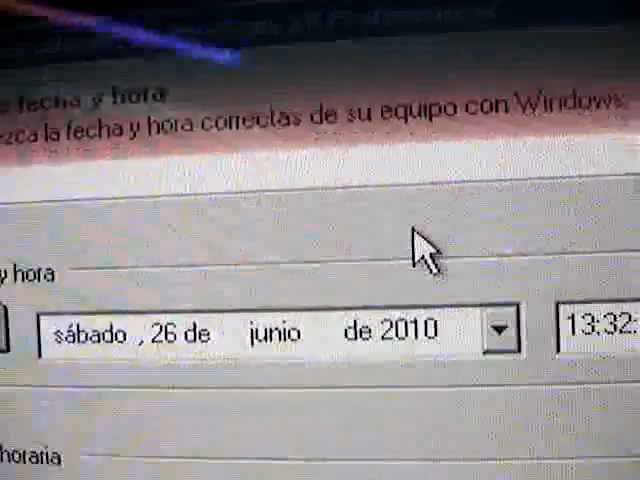 fecha y hora
zca la fecha y hora correctas de su equipo con Windows.
y hora
sábado , 26 de junio de 2010
13:32:
horaria